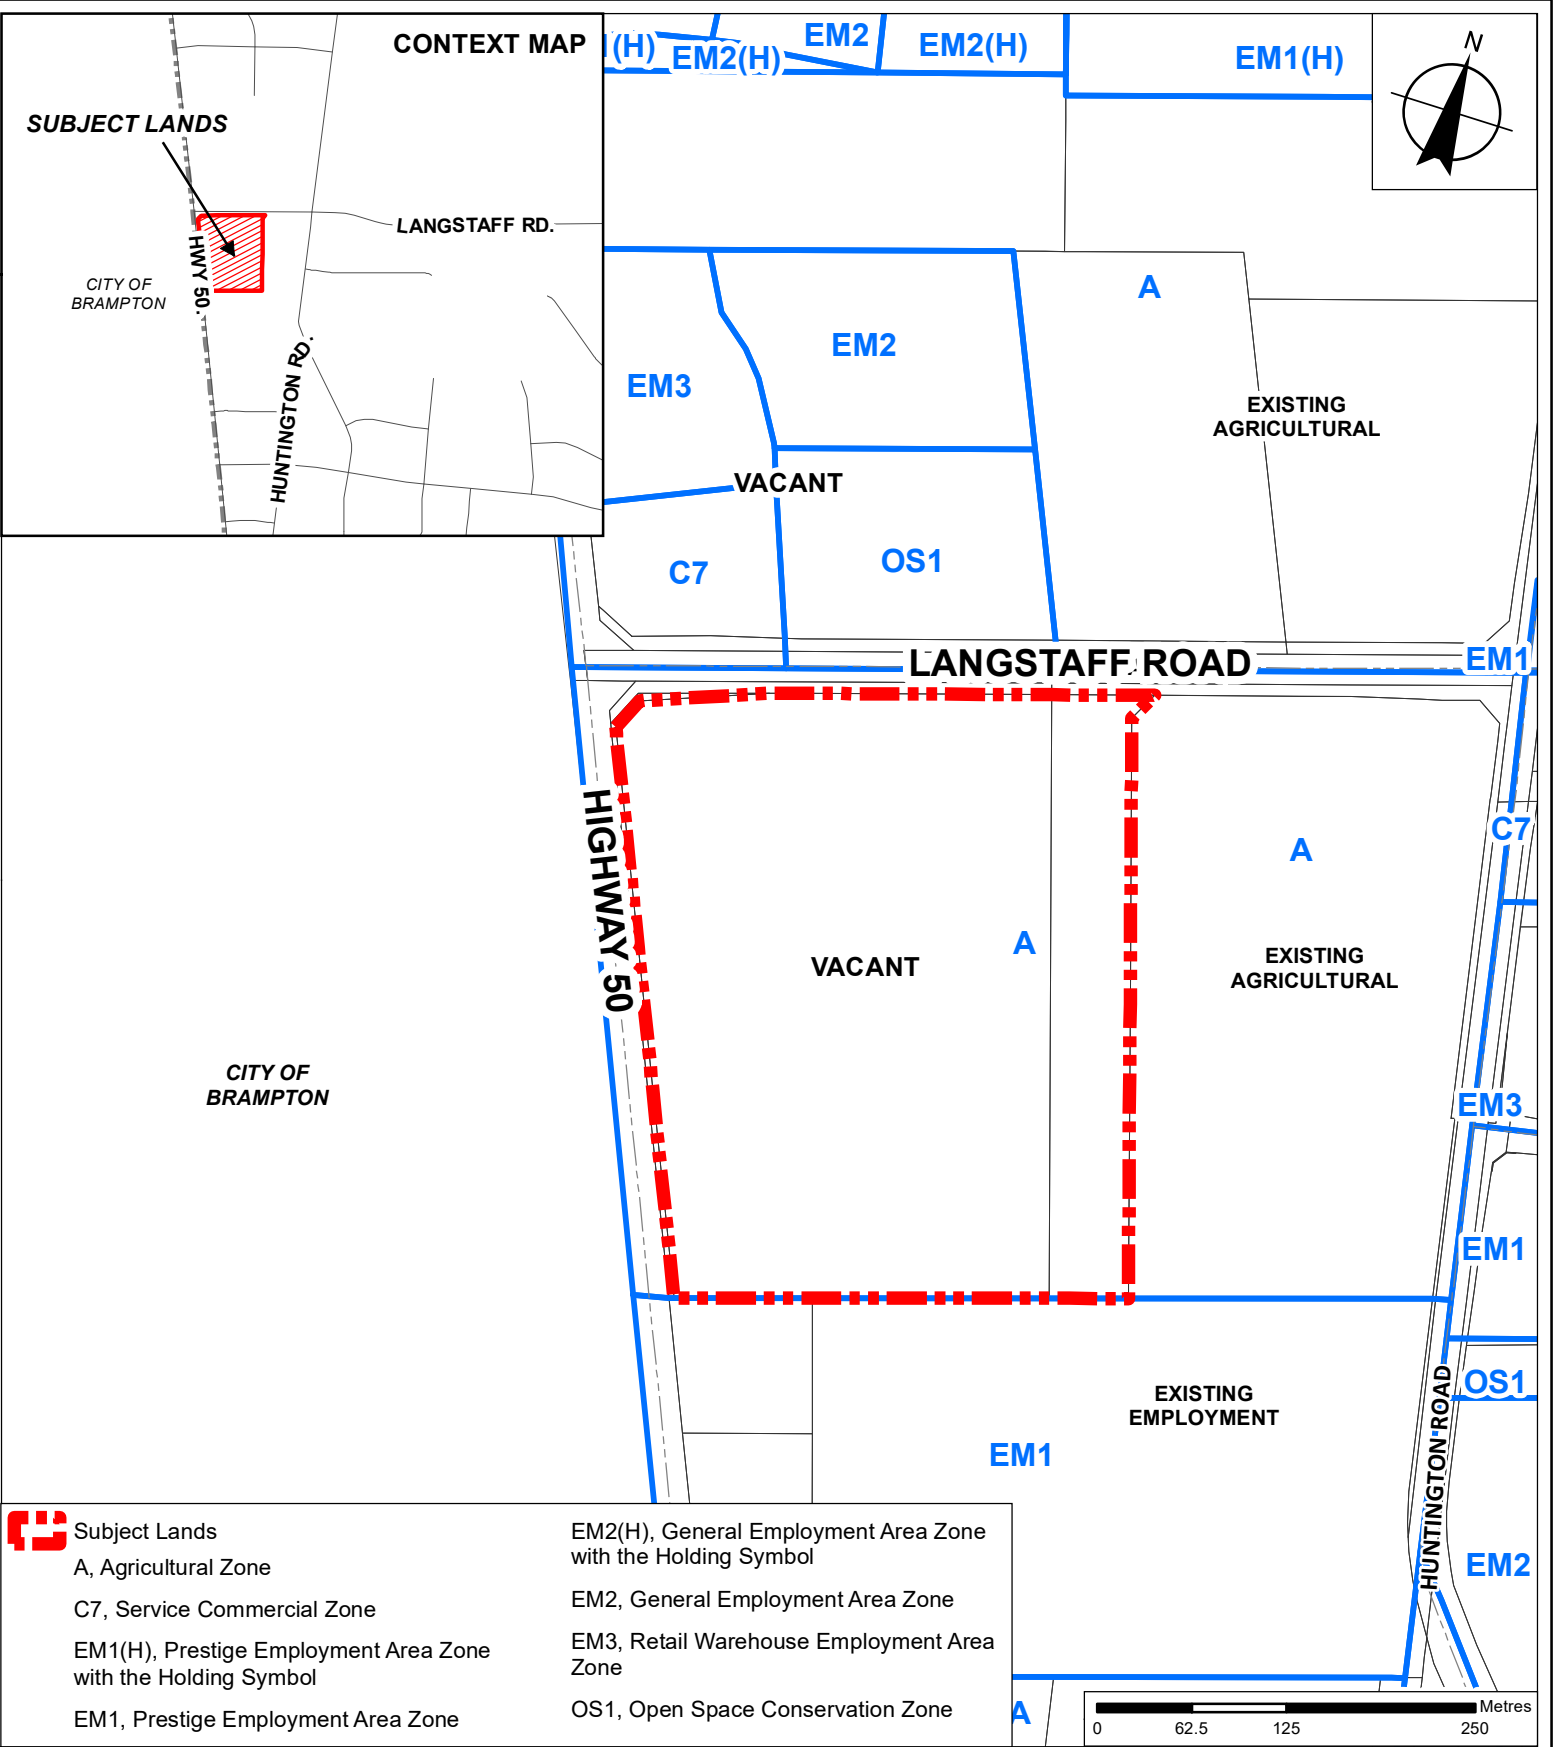 CONTEXT MAP
SUBJECT LANDS
LANGSTAFF RD.
HWY 50.
CITY OF
BRAMPTON
HUNTINGTON RD.
(H)
EM2(H)
EM2
EM2(H)
EM1(H)
N
A
EM2
EM3
EXISTING
AGRICULTURAL
VACANT
OS1
C7
LANGSTAFF ROAD
EM1
HIGHWAY 50
C7
A
A
VACANT
EXISTING
AGRICULTURAL
CITY OF
BRAMPTON
EM3
EM1
OS1
EXISTING
EMPLOYMENT
EM1
HUNTINGTON ROAD
EM2
Subject Lands
A, Agricultural Zone
C7, Service Commercial Zone
EM1(H), Prestige Employment Area Zone
with the Holding Symbol
EM1, Prestige Employment Area Zone
EM2(H), General Employment Area Zone
with the Holding Symbol
EM2, General Employment Area Zone
EM3, Retail Warehouse Employment Area
Zone
OS1, Open Space Conservation Zone
A
Metres
0 62.5 125 250